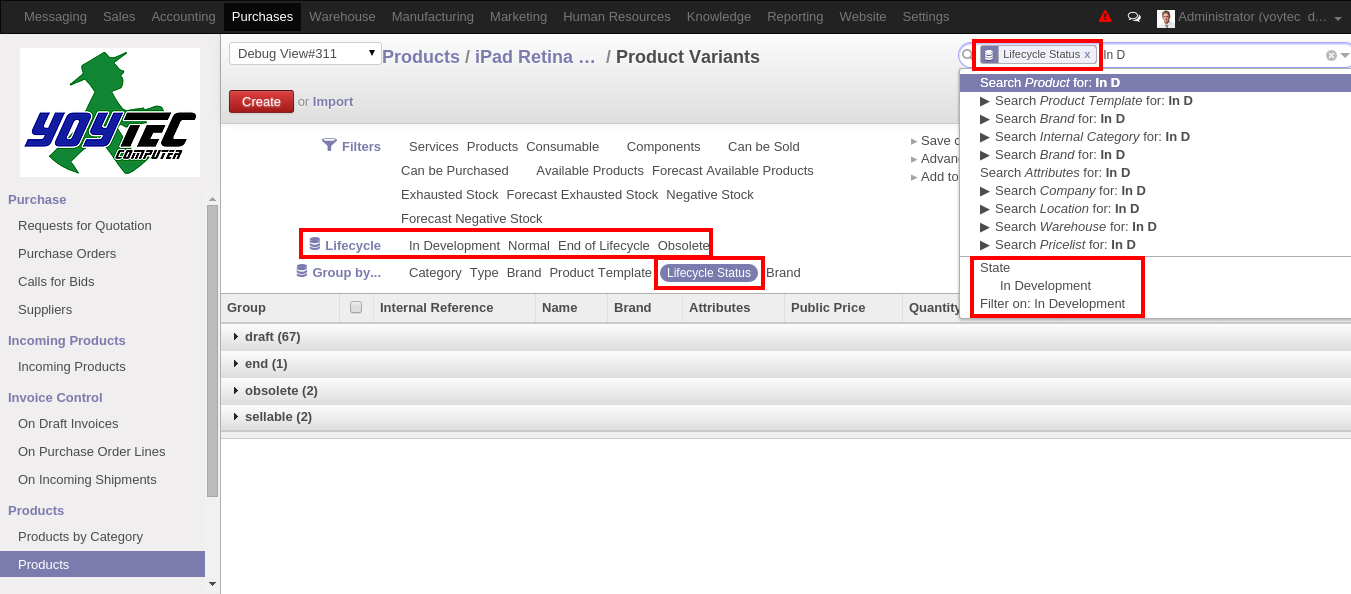 Messaging Sales Accounting Purchases Warehouse Manufacturing Marketing Human Resources Knowledge Reporting Website Settings Administrator (yoytec_d...
Debug View#311 Products / iPad Retina ... / Product Variants
Lifecycle Status x In D
Create or Import
YOYTEC
COMPUTER
Purchase
Requests for Quotation
Purchase Orders
Calls for Bids
Suppliers
Incoming Products
Incoming Products
Invoice Control
On Draft Invoices
On Purchase Order Lines
On Incoming Shipments
Products
Products by Category
Products
Filters Services Products Consumable Components Can be Sold
Can be Purchased Available Products Forecast Available Products
Exhausted Stock Forecast Exhausted Stock Negative Stock
Forecast Negative Stock
Lifecycle In Development Normal End of Lifecycle Obsolete
Group by... Category Type Brand Product Template Lifecycle Status Brand
Save
Add to
Search Product for: In D
Search Product Template for: In D
Search Brand for: In D
Search Internal Category for: In D
Search Brand for: In D
Search Attributes for: In D
Search Company for: In D
Search Location for: In D
Search Warehouse for: In D
Search Pricelist for: In D
State
In Development
Filter on: In Development
Group Internal Reference Name Brand Attributes Public Price Quantity
draft (67)
end (1)
obsolete (2)
sellable (2)